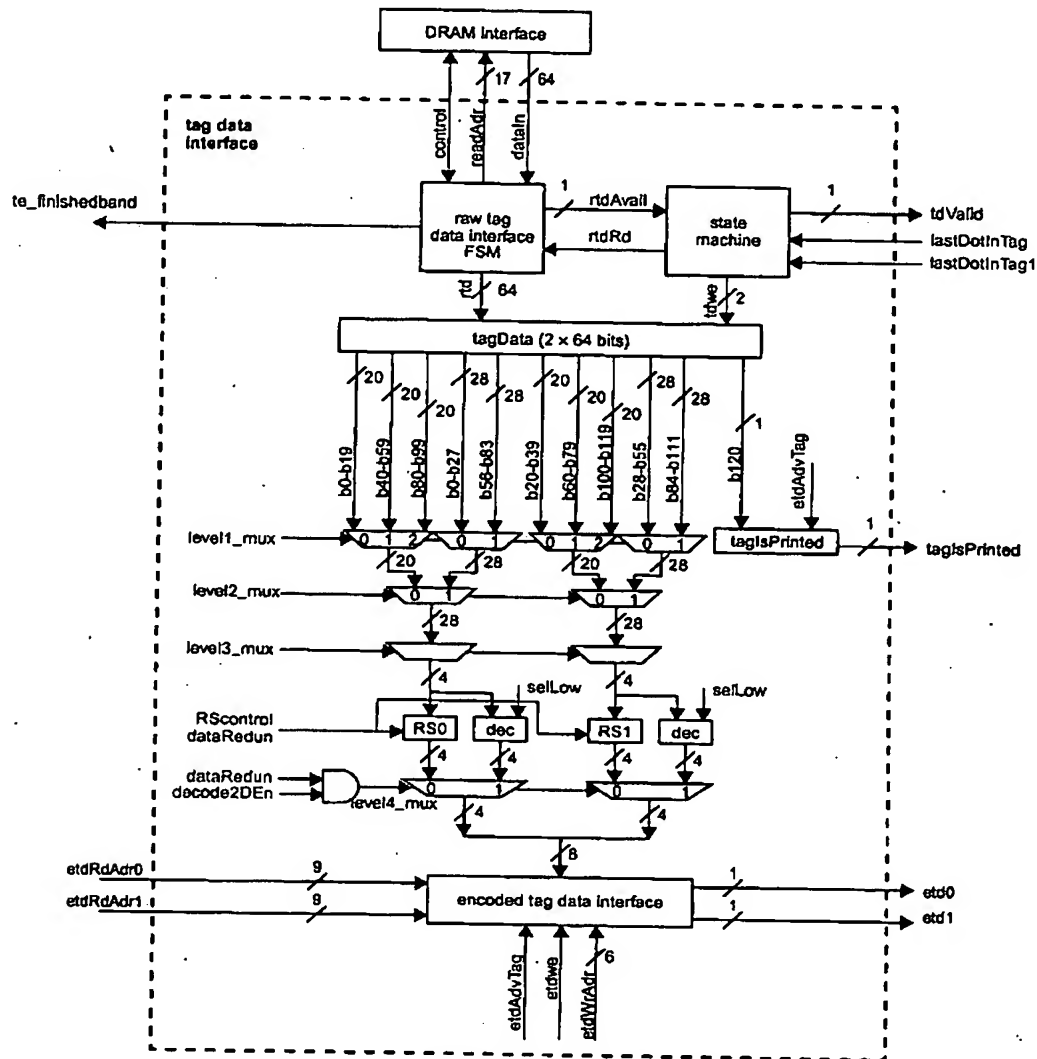 DRAM Interface
17
64
control
readAdr
dataIn
tag data
interface
te_finishedband
raw tag
data interface
FSM
1
rtdAvail
rtdRd
state
machine
1
tdValid
lastDotInTag
lastDotInTag1
rtd
64
tdwe
2
tagData (2 x 64 bits)
20
20
20
28
28
20
20
20
28
28
1
b0-b19
b40-b59
b80-b99
b0-b27
b56-b83
b20-b39
b60-b79
b100-b119
b28-b55
b84-b111
b120
etdAdvTag
level1_mux
0 1 2
0 1
0 1 2
0 1
tagIsPrinted
1
tagIsPrinted
20
28
20
28
level2_mux
0 1
0 1
28
28
level3_mux
4
4
selLow
selLow
RScontrol
dataRedun
RS0
dec
RS1
dec
4
4
4
4
dataRedun
decode2DEn
level4_mux
0 1
0 1
4
4
8
etdRdAdr0
9
etdRdAdr1
9
encoded tag data interface
1
etd0
1
etd1
etdAdvTag
etdwe
etdWrAdr
6